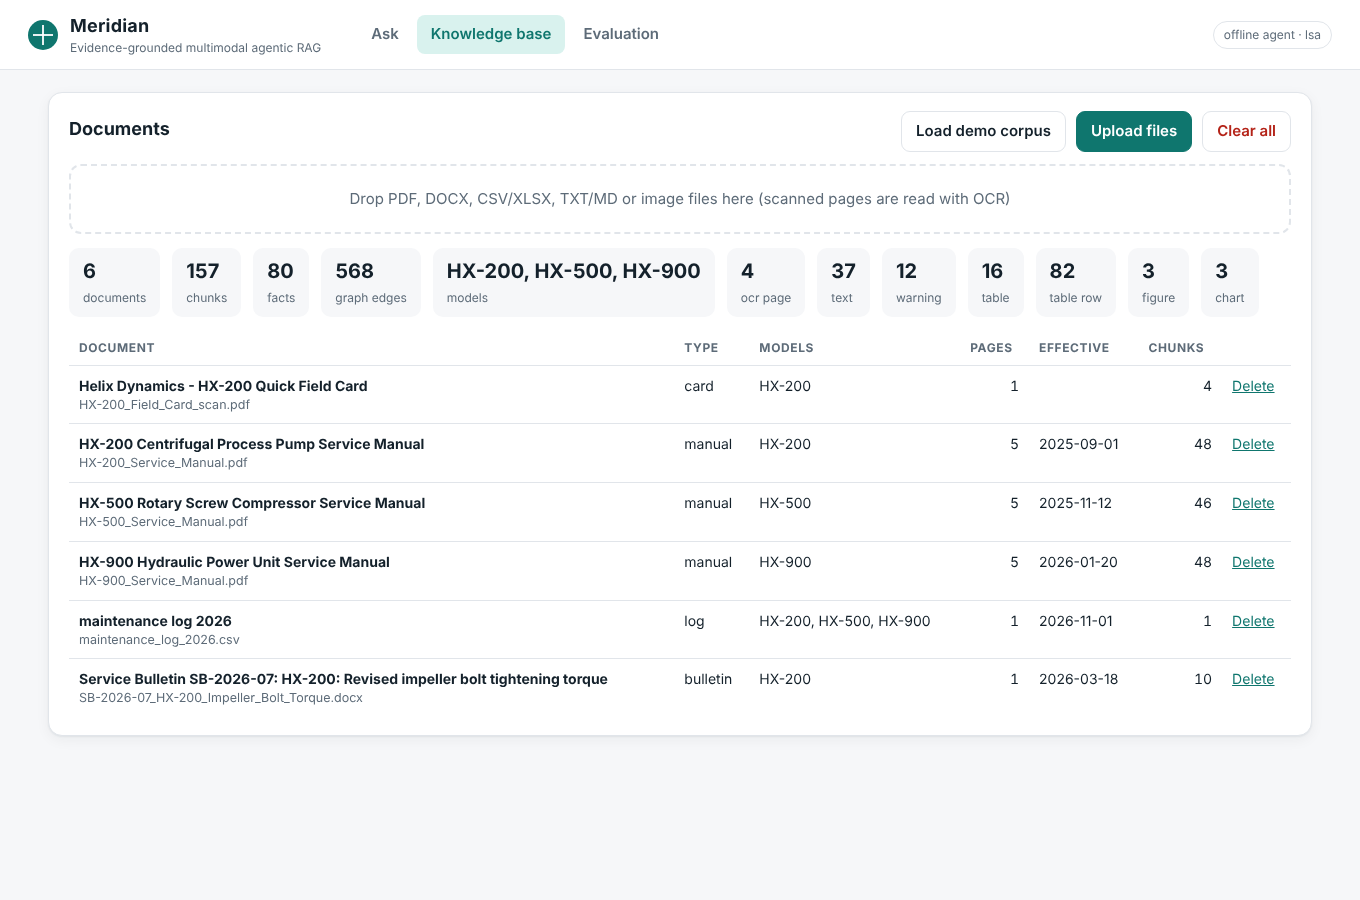 Meridian
Evidence-grounded multimodal agentic RAG
Ask
Knowledge base
Evaluation
offline agent · lsa
Documents
Load demo corpus
Upload files
Clear all
Drop PDF, DOCX, CSV/XLSX, TXT/MD or image files here (scanned pages are read with OCR)
6
documents
157
chunks
80
facts
568
graph edges
HX-200, HX-500, HX-900
models
4
ocr page
37
text
12
warning
16
table
82
table row
3
figure
3
chart
DOCUMENT TYPE MODELS PAGES EFFECTIVE CHUNKS
Helix Dynamics - HX-200 Quick Field Card card HX-200 1 4 Delete
HX-200_Field_Card_scan.pdf
HX-200 Centrifugal Process Pump Service Manual manual HX-200 5 2025-09-01 48 Delete
HX-200_Service_Manual.pdf
HX-500 Rotary Screw Compressor Service Manual manual HX-500 5 2025-11-12 46 Delete
HX-500_Service_Manual.pdf
HX-900 Hydraulic Power Unit Service Manual manual HX-900 5 2026-01-20 48 Delete
HX-900_Service_Manual.pdf
maintenance log 2026 log HX-200, HX-500, HX-900 1 2026-11-01 1 Delete
maintenance_log_2026.csv
Service Bulletin SB-2026-07: HX-200: Revised impeller bolt tightening torque bulletin HX-200 1 2026-03-18 10 Delete
SB-2026-07_HX-200_Impeller_Bolt_Torque.docx